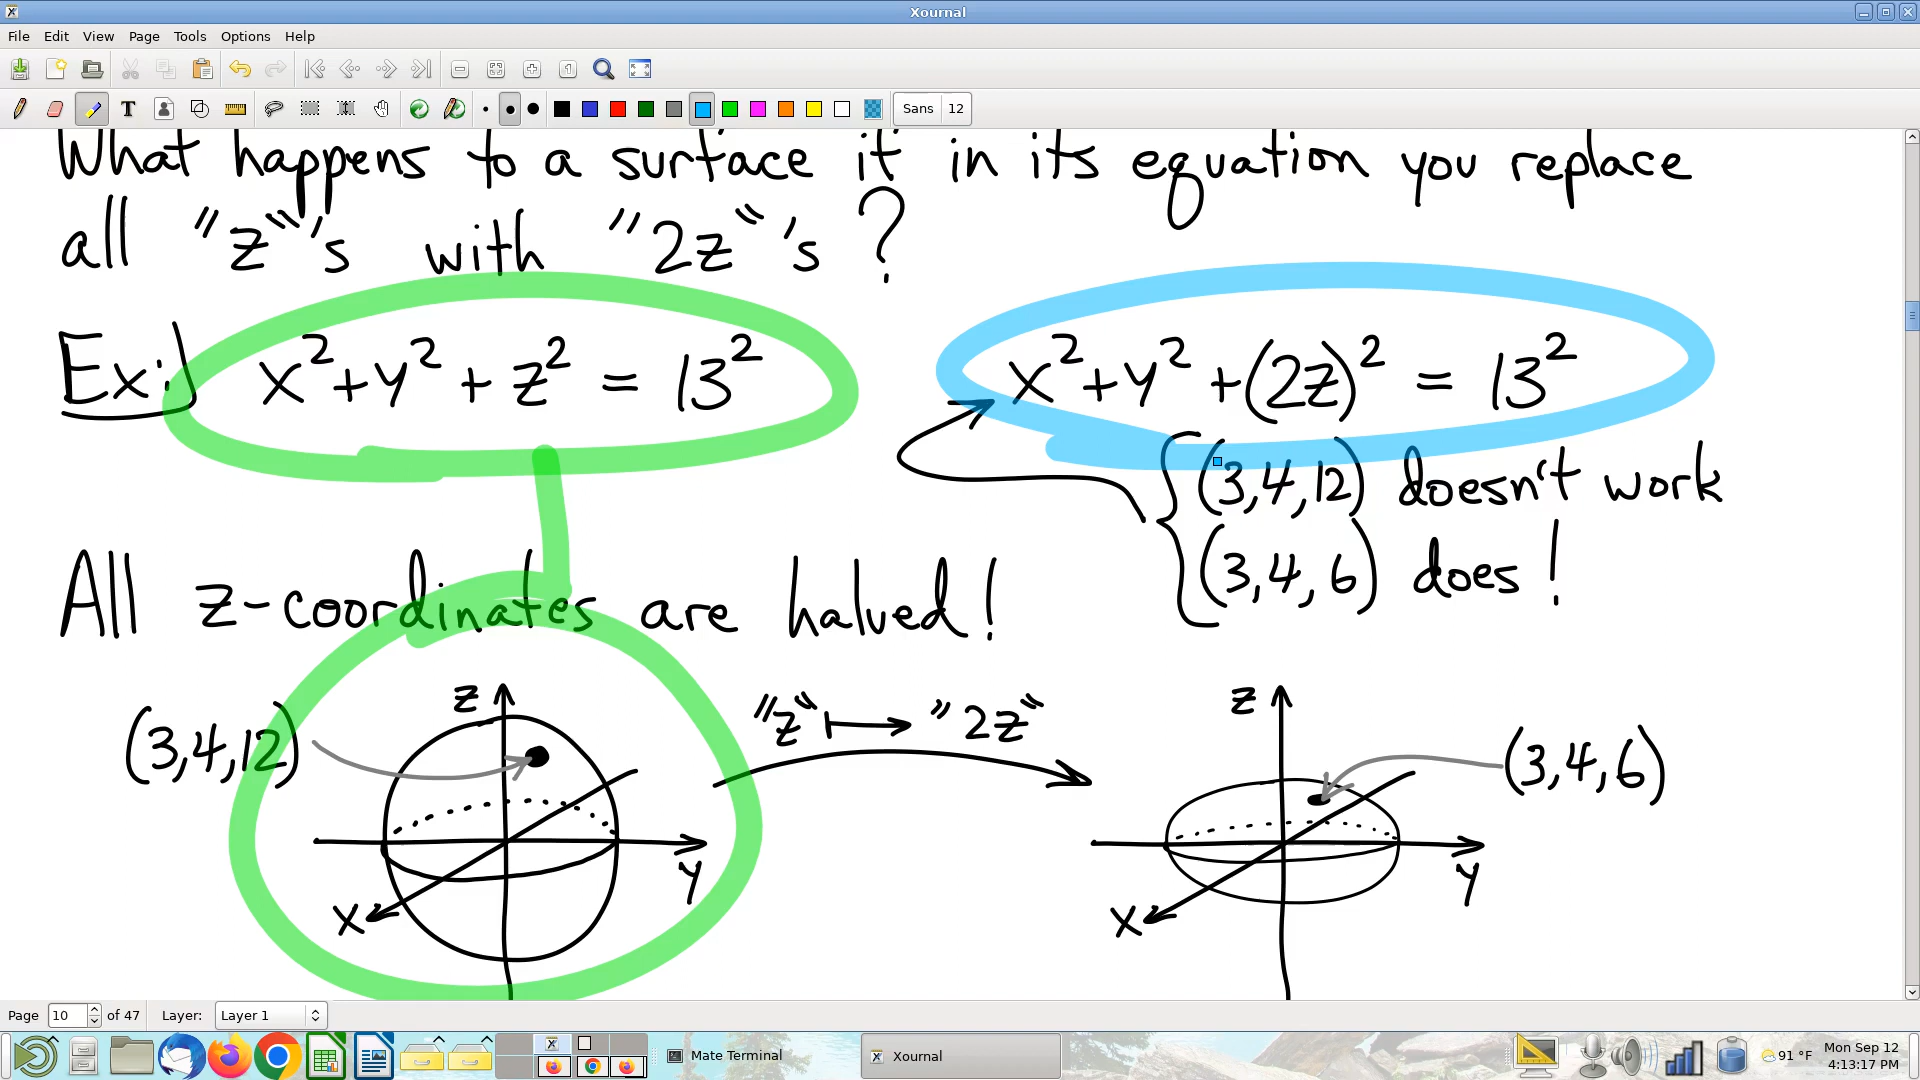 Xournal
File Edit View Page Tools Options Help
Sans 12
What happens to a surface if in its equation you replace
all "z"'s with "2z"'s ?
Ex:) x²+y²+z² = 13²
x²+y²+(2z)² = 13²
(3,4,12) doesn't work
(3,4,6) does!
All z-coordinates are halved!
(3,4,12)
z
y
x
"z" ↦ "2z"
z
y
x
(3,4,6)
Page 10 of 47 Layer: Layer 1
Mate Terminal
Xournal
91 °F
Mon Sep 12
4:13:17 PM